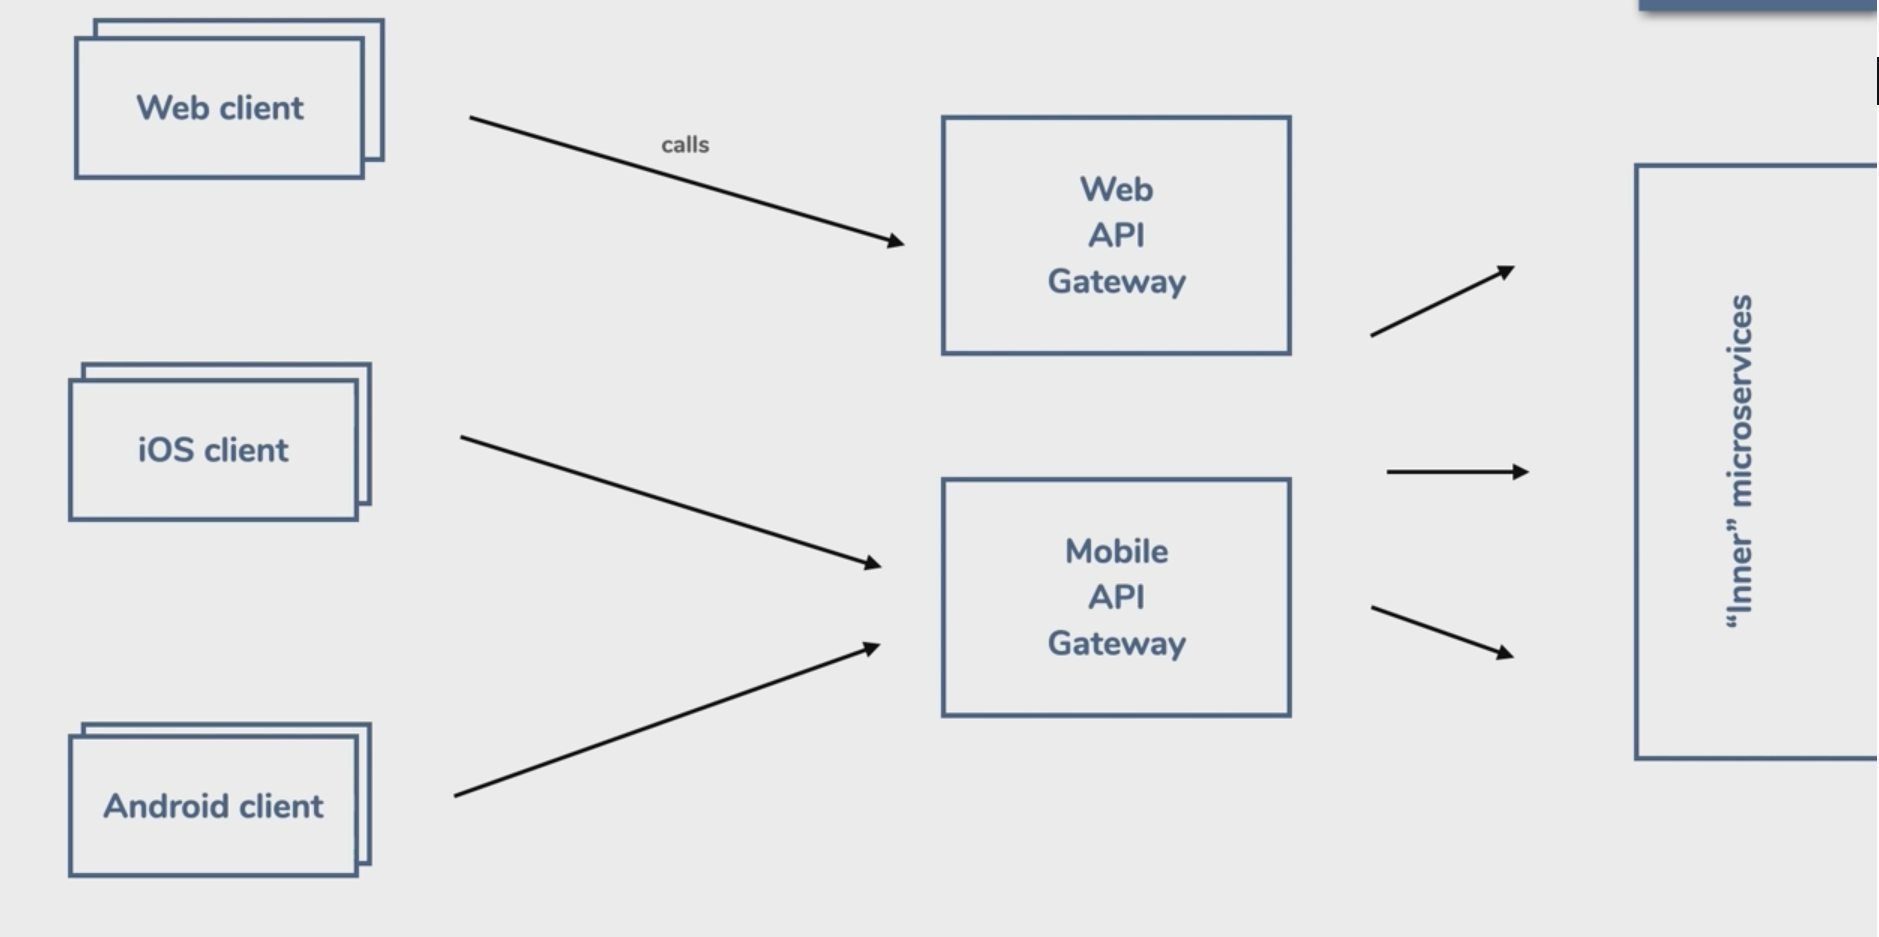 Web client
calls
Web
API
Gateway
iOS client
“Inner” microservices
Mobile
API
Gateway
Android client